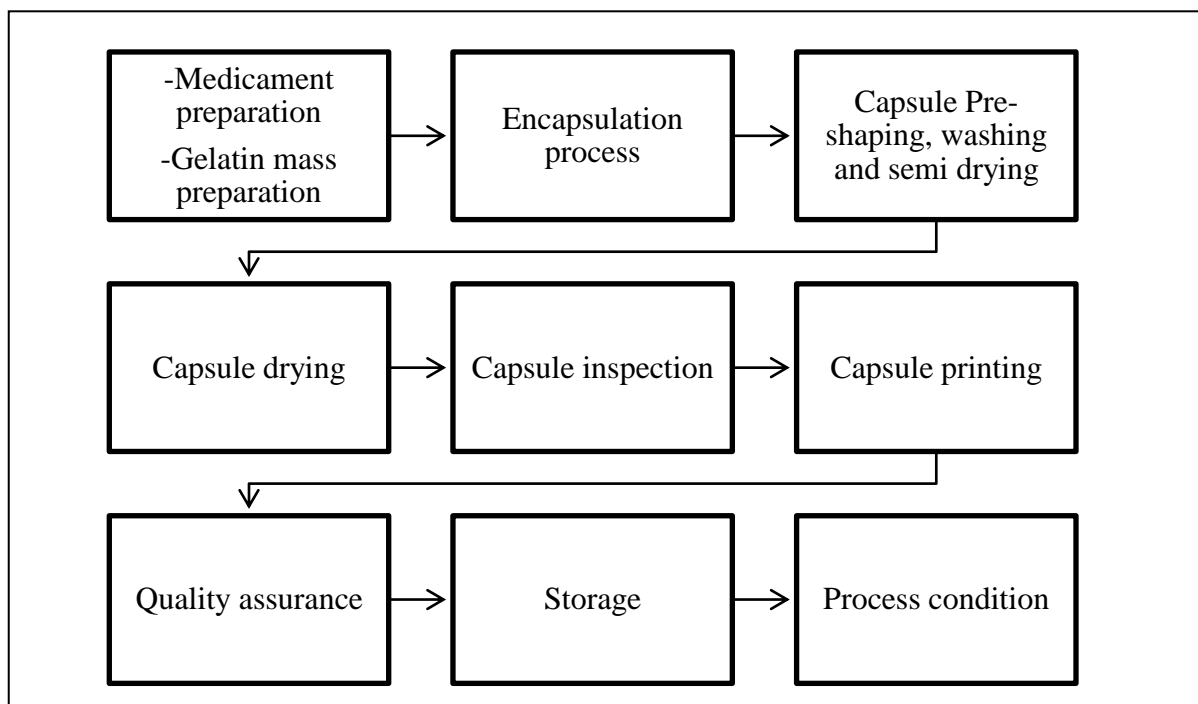 -Medicament
preparation
-Gelatin mass
preparation
Encapsulation
process
Capsule Pre-
shaping, washing
and semi drying
Capsule drying
Capsule inspection
Capsule printing
Quality assurance
Storage
Process condition